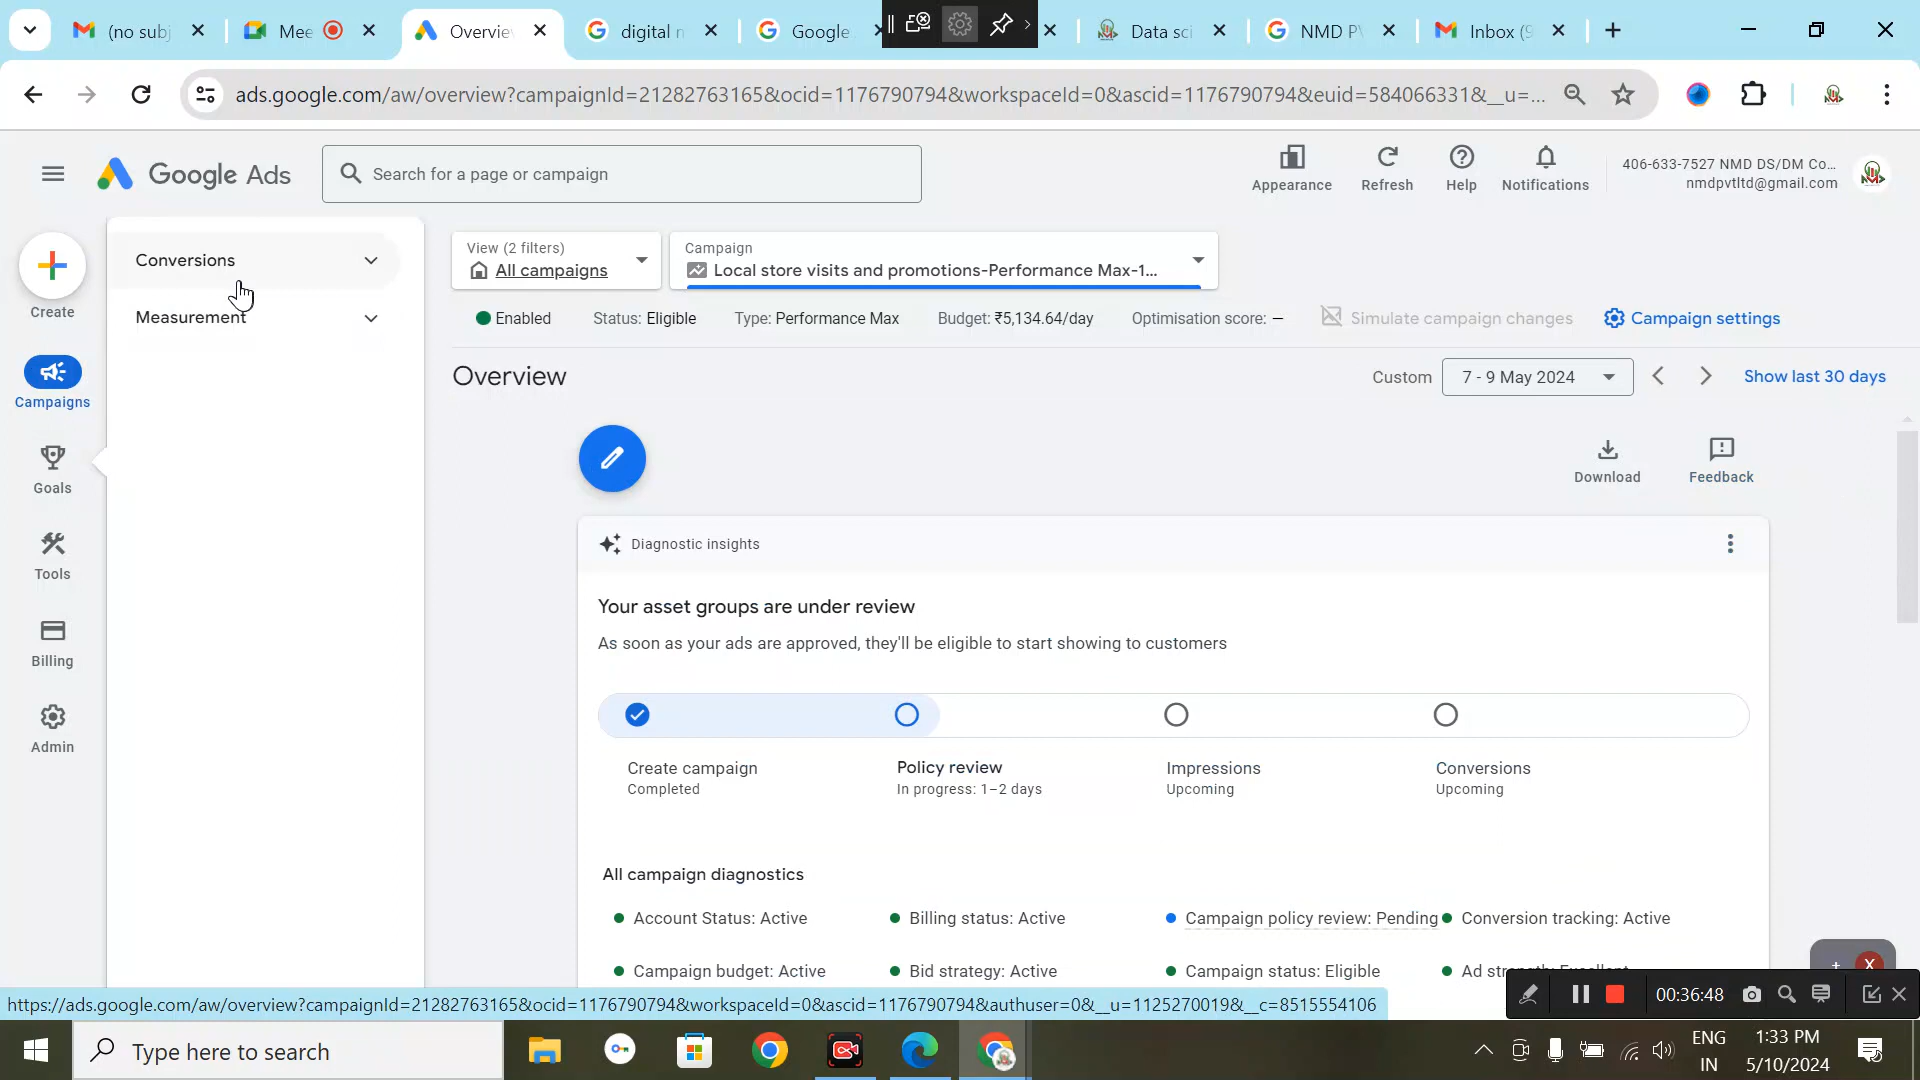 (no subj
Mee
Overvie
digital n
Google
Data sci
NMD P
Inbox (9
ads.google.com/aw/overview?campaignId=21282763165&ocid=1176790794&workspaceId=0&ascid=1176790794&euid=584066331&__u=...
Google Ads
Search for a page or campaign
Appearance
Refresh
Help
Notifications
406-633-7527 NMD DS/DM Co...
nmdpvtltd@gmail.com
Create
Campaigns
Goals
Tools
Billing
Admin
Conversions
Measurement
View (2 filters)
All campaigns
Campaign
Local store visits and promotions-Performance Max-1...
Enabled
Status: Eligible
Type: Performance Max
Budget: ₹5,134.64/day
Optimisation score: –
Simulate campaign changes
Campaign settings
Overview
Custom
7 - 9 May 2024
Show last 30 days
Download
Feedback
Diagnostic insights
Your asset groups are under review
As soon as your ads are approved, they'll be eligible to start showing to customers
Create campaign
Completed
Policy review
In progress: 1–2 days
Impressions
Upcoming
Conversions
Upcoming
All campaign diagnostics
Account Status: Active
Billing status: Active
Campaign policy review: Pending
Conversion tracking: Active
Campaign budget: Active
Bid strategy: Active
Campaign status: Eligible
Ad strength: Excellent
https://ads.google.com/aw/overview?campaignId=21282763165&ocid=1176790794&workspaceId=0&ascid=1176790794&authuser=0&__u=1125270019&__c=8515554106
00:36:48
Type here to search
ENG
IN
1:33 PM
5/10/2024